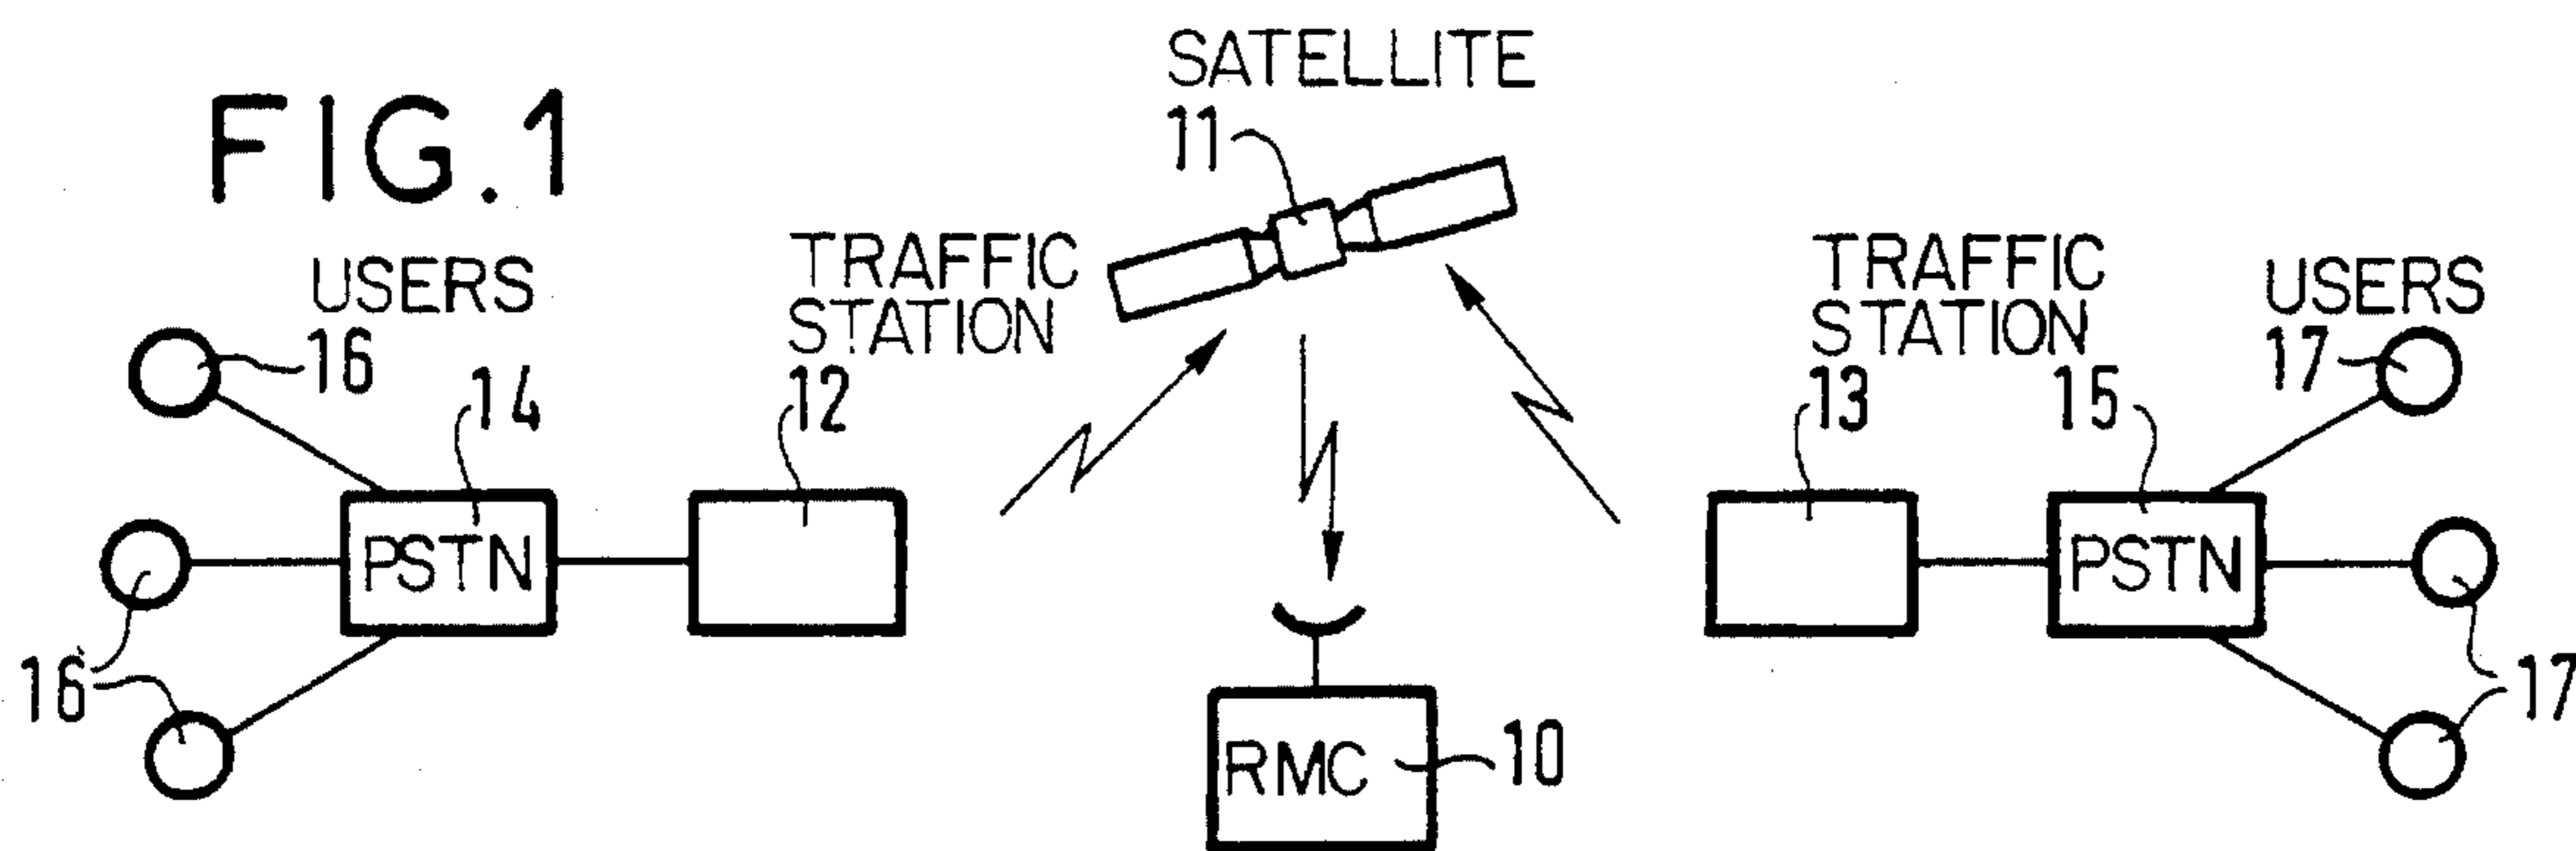 FIG.1
SATELLITE
11
USERS
16
14
TRAFFIC
STATION
12
TRAFFIC
STATION
13
15
USERS
17
PSTN
PSTN
16
17
RMC
10